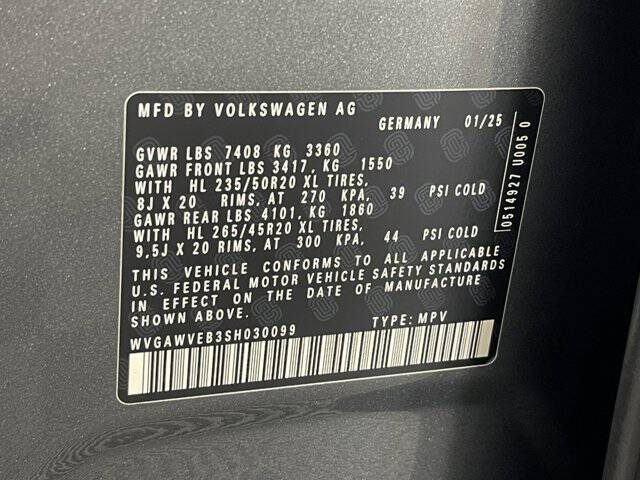 MFD BY VOLKSWAGEN AG
GERMANY 01/25
GVWR LBS 7408 KG 3360
GAWR FRONT LBS 3417, KG 1550
WITH HL 235/50R20 XL TIRES,
8J X 20 RIMS, AT 270 KPA, 39 PSI COLD
GAWR REAR LBS 4101, KG 1860
WITH HL 265/45R20 XL TIRES,
9,5J X 20 RIMS, AT 300 KPA, 44 PSI COLD
THIS VEHICLE CONFORMS TO ALL APPLICABLE
U.S. FEDERAL MOTOR VEHICLE SAFETY STANDARDS
IN EFFECT ON THE DATE OF MANUFACTURE
SHOWN ABOVE.
WVGAWVEB3SH030099 TYPE: MPV
0514927 U005 0